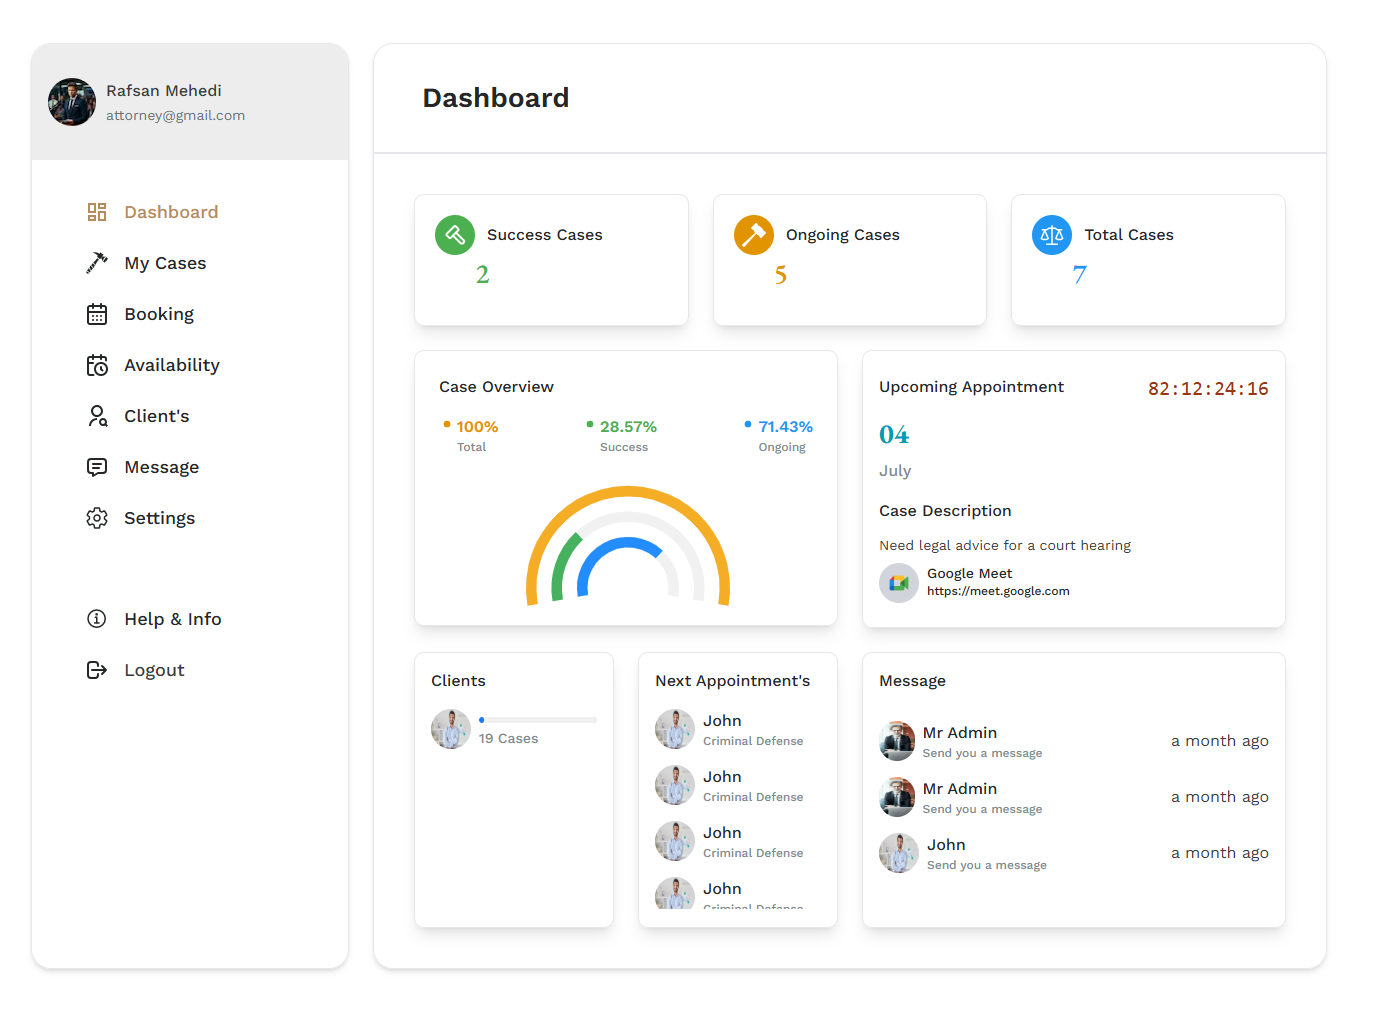 Rafsan Mehedi
attorney@gmail.com
Dashboard
My Cases
Booking
Availability
Client's
Message
Settings
Help & Info
Logout
Dashboard
Success Cases
2
Ongoing Cases
5
Total Cases
7
Case Overview
100%
Total
28.57%
Success
71.43%
Ongoing
Upcoming Appointment
82:12:24:16
04
July
Case Description
Need legal advice for a court hearing
Google Meet
https://meet.google.com
Clients
19 Cases
Next Appointment's
John
Criminal Defense
John
Criminal Defense
John
Criminal Defense
John
Criminal Defense
Message
Mr Admin
Send you a message
a month ago
Mr Admin
Send you a message
a month ago
John
Send you a message
a month ago